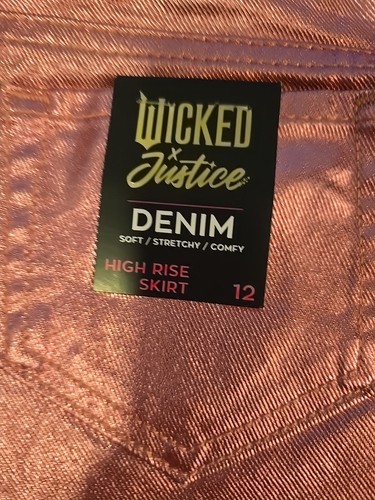 WICKED
x
Justice
DENIM
SOFT / STRETCHY / COMFY
HIGH RISE
SKIRT 12